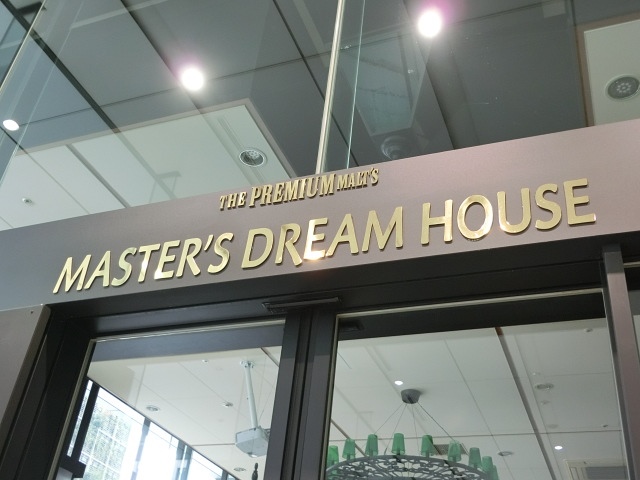 THE PREMIUM MALT'S
MASTER'S DREAM HOUSE